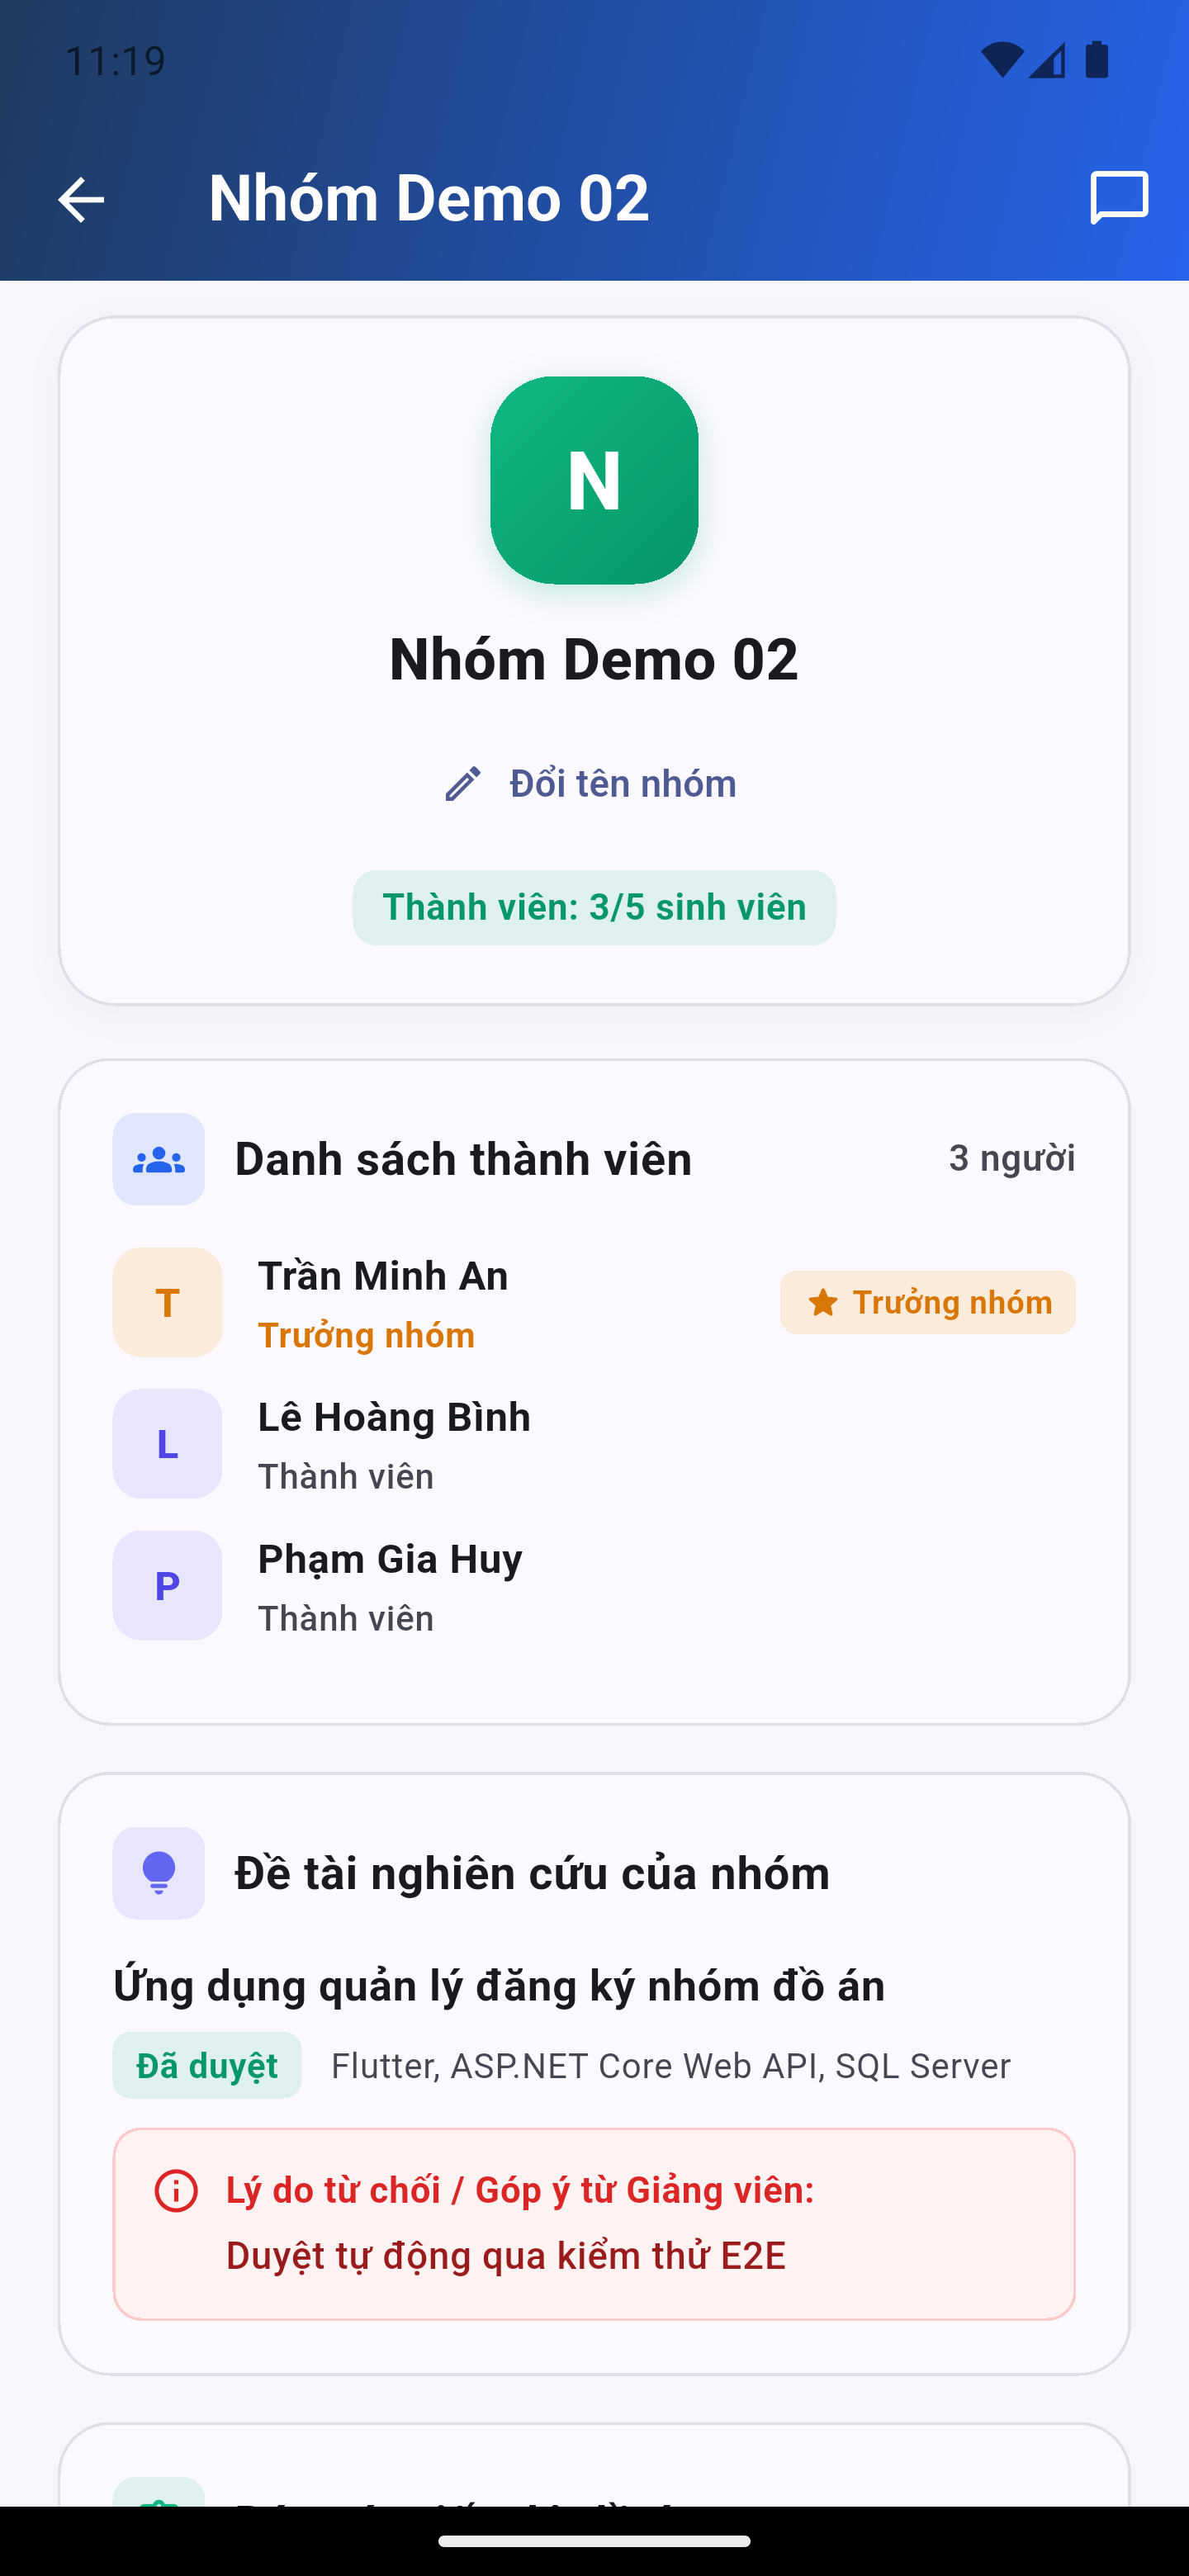 11:19
Nhóm Demo 02
N
Nhóm Demo 02
Đổi tên nhóm
Thành viên: 3/5 sinh viên
Danh sách thành viên
3 người
T
Trần Minh An
Trưởng nhóm
Trưởng nhóm
L
Lê Hoàng Bình
Thành viên
P
Phạm Gia Huy
Thành viên
Đề tài nghiên cứu của nhóm
Ứng dụng quản lý đăng ký nhóm đồ án
Đã duyệt
Flutter, ASP.NET Core Web API, SQL Server
Lý do từ chối / Góp ý từ Giảng viên:
Duyệt tự động qua kiểm thử E2E